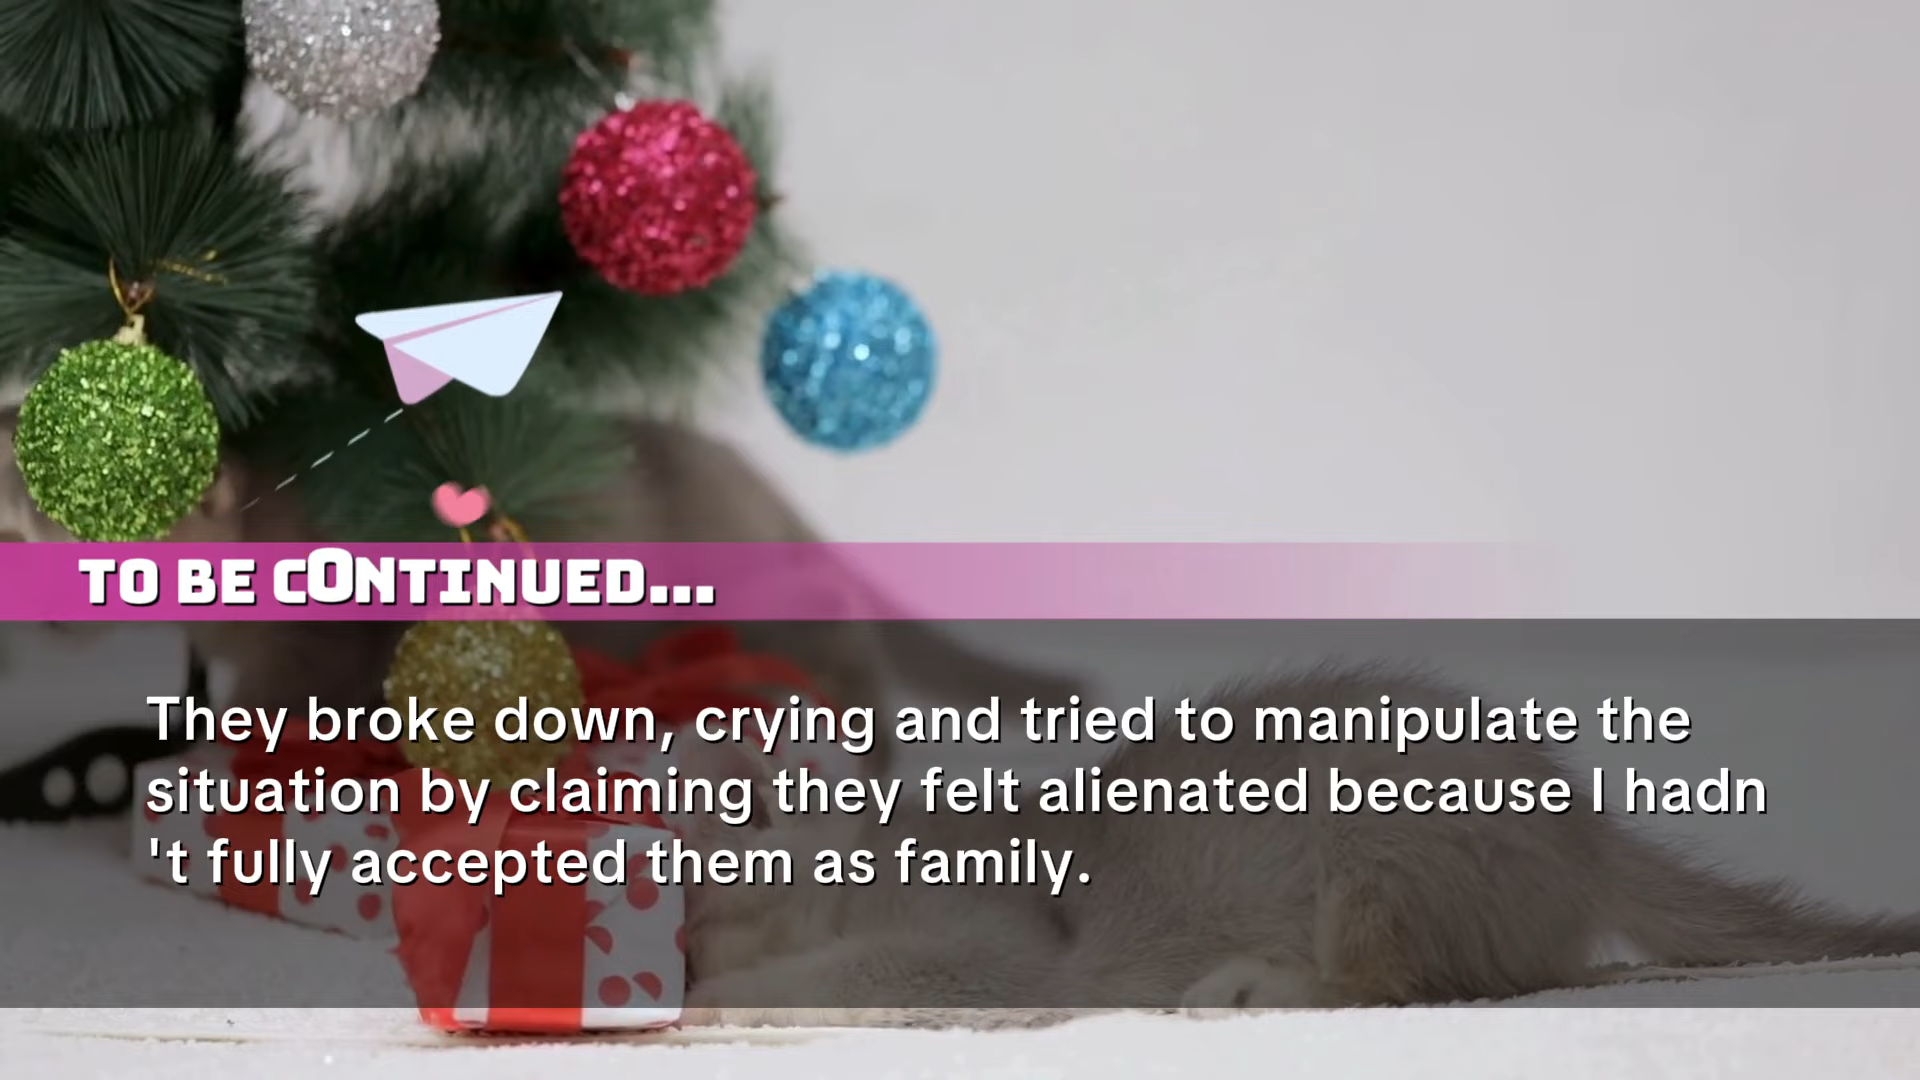 TO BE CONTINUED...
They broke down, crying and tried to manipulate the
situation by claiming they felt alienated because I hadn
't fully accepted them as family.